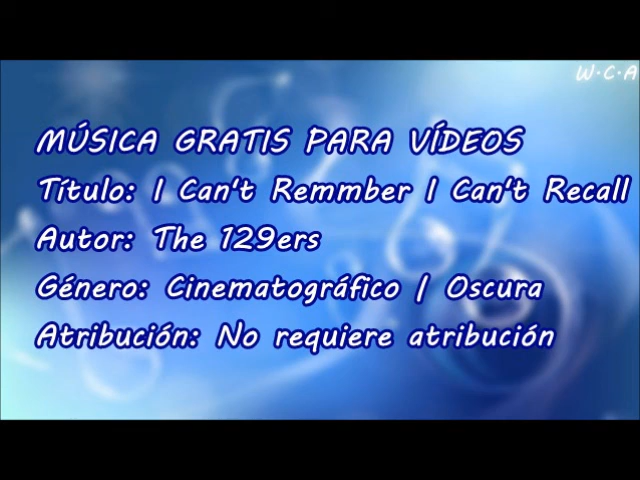 W.C.A
MÚSICA GRATIS PARA VÍDEOS
Título: I Can't Remmber I Can't Recall
Autor: The 129ers
Género: Cinematográfico | Oscura
Atribución: No requiere atribución